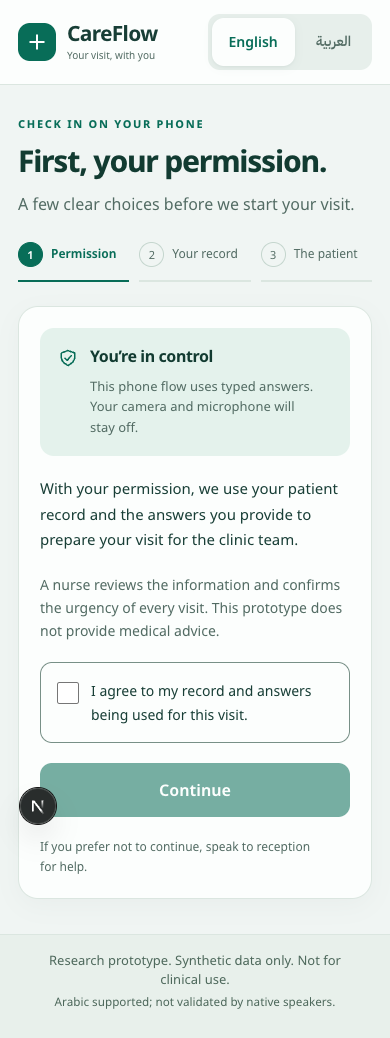 CareFlow
Your visit, with you
English
العربية
CHECK IN ON YOUR PHONE
First, your permission.
A few clear choices before we start your visit.
1 Permission
2 Your record
3 The patient
You’re in control
This phone flow uses typed answers.
Your camera and microphone will
stay off.
With your permission, we use your patient
record and the answers you provide to
prepare your visit for the clinic team.
A nurse reviews the information and confirms
the urgency of every visit. This prototype does
not provide medical advice.
I agree to my record and answers
being used for this visit.
Continue
N
If you prefer not to continue, speak to reception
for help.
Research prototype. Synthetic data only. Not for
clinical use.
Arabic supported; not validated by native speakers.